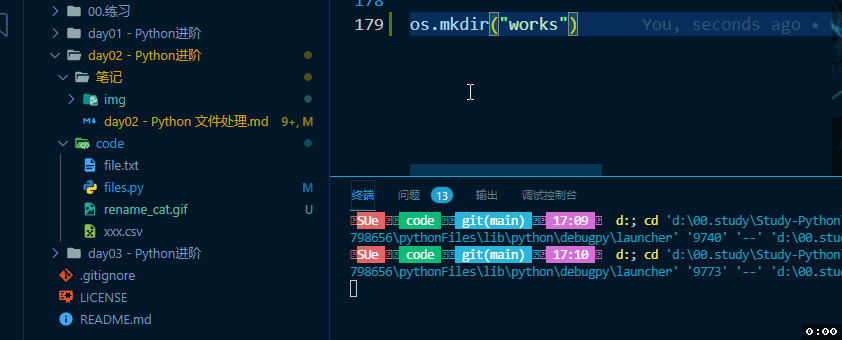 00.练习
day01 - Python进阶
day02 - Python进阶
笔记
img
day02 - Python 文件处理.md 9+, M
code
file.txt
files.py M
rename_cat.gif U
xxx.csv
day03 - Python进阶
.gitignore
LICENSE
README.md
178
179 os.mkdir("works") You, seconds ago •
终端 问题 13 输出 调试控制台
SUe code git(main) 17:09 d:; cd 'd:\00.study\Study-Python\
798656\pythonFiles\lib\python\debugpy\launcher' '9740' '--' 'd:\00.stu
SUe code git(main) 17:10 d:; cd 'd:\00.study\Study-Python\
798656\pythonFiles\lib\python\debugpy\launcher' '9773' '--' 'd:\00.stu
0:00